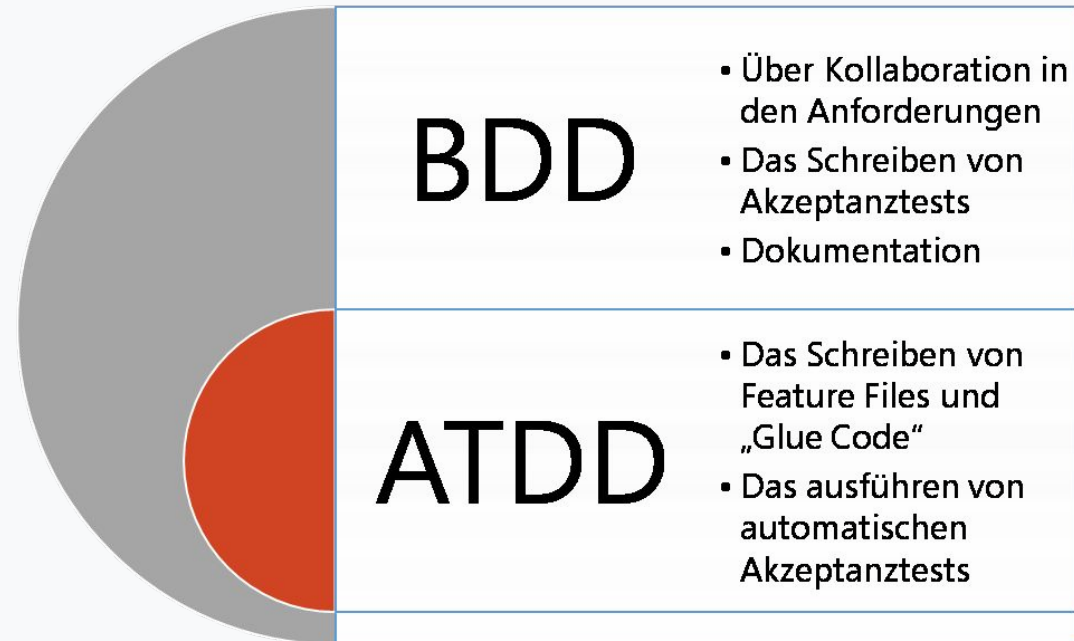 BDD
• Über Kollaboration in
den Anforderungen
• Das Schreiben von
Akzeptanztests
• Dokumentation
ATDD
• Das Schreiben von
Feature Files und
„Glue Code“
• Das ausführen von
automatischen
Akzeptanztests